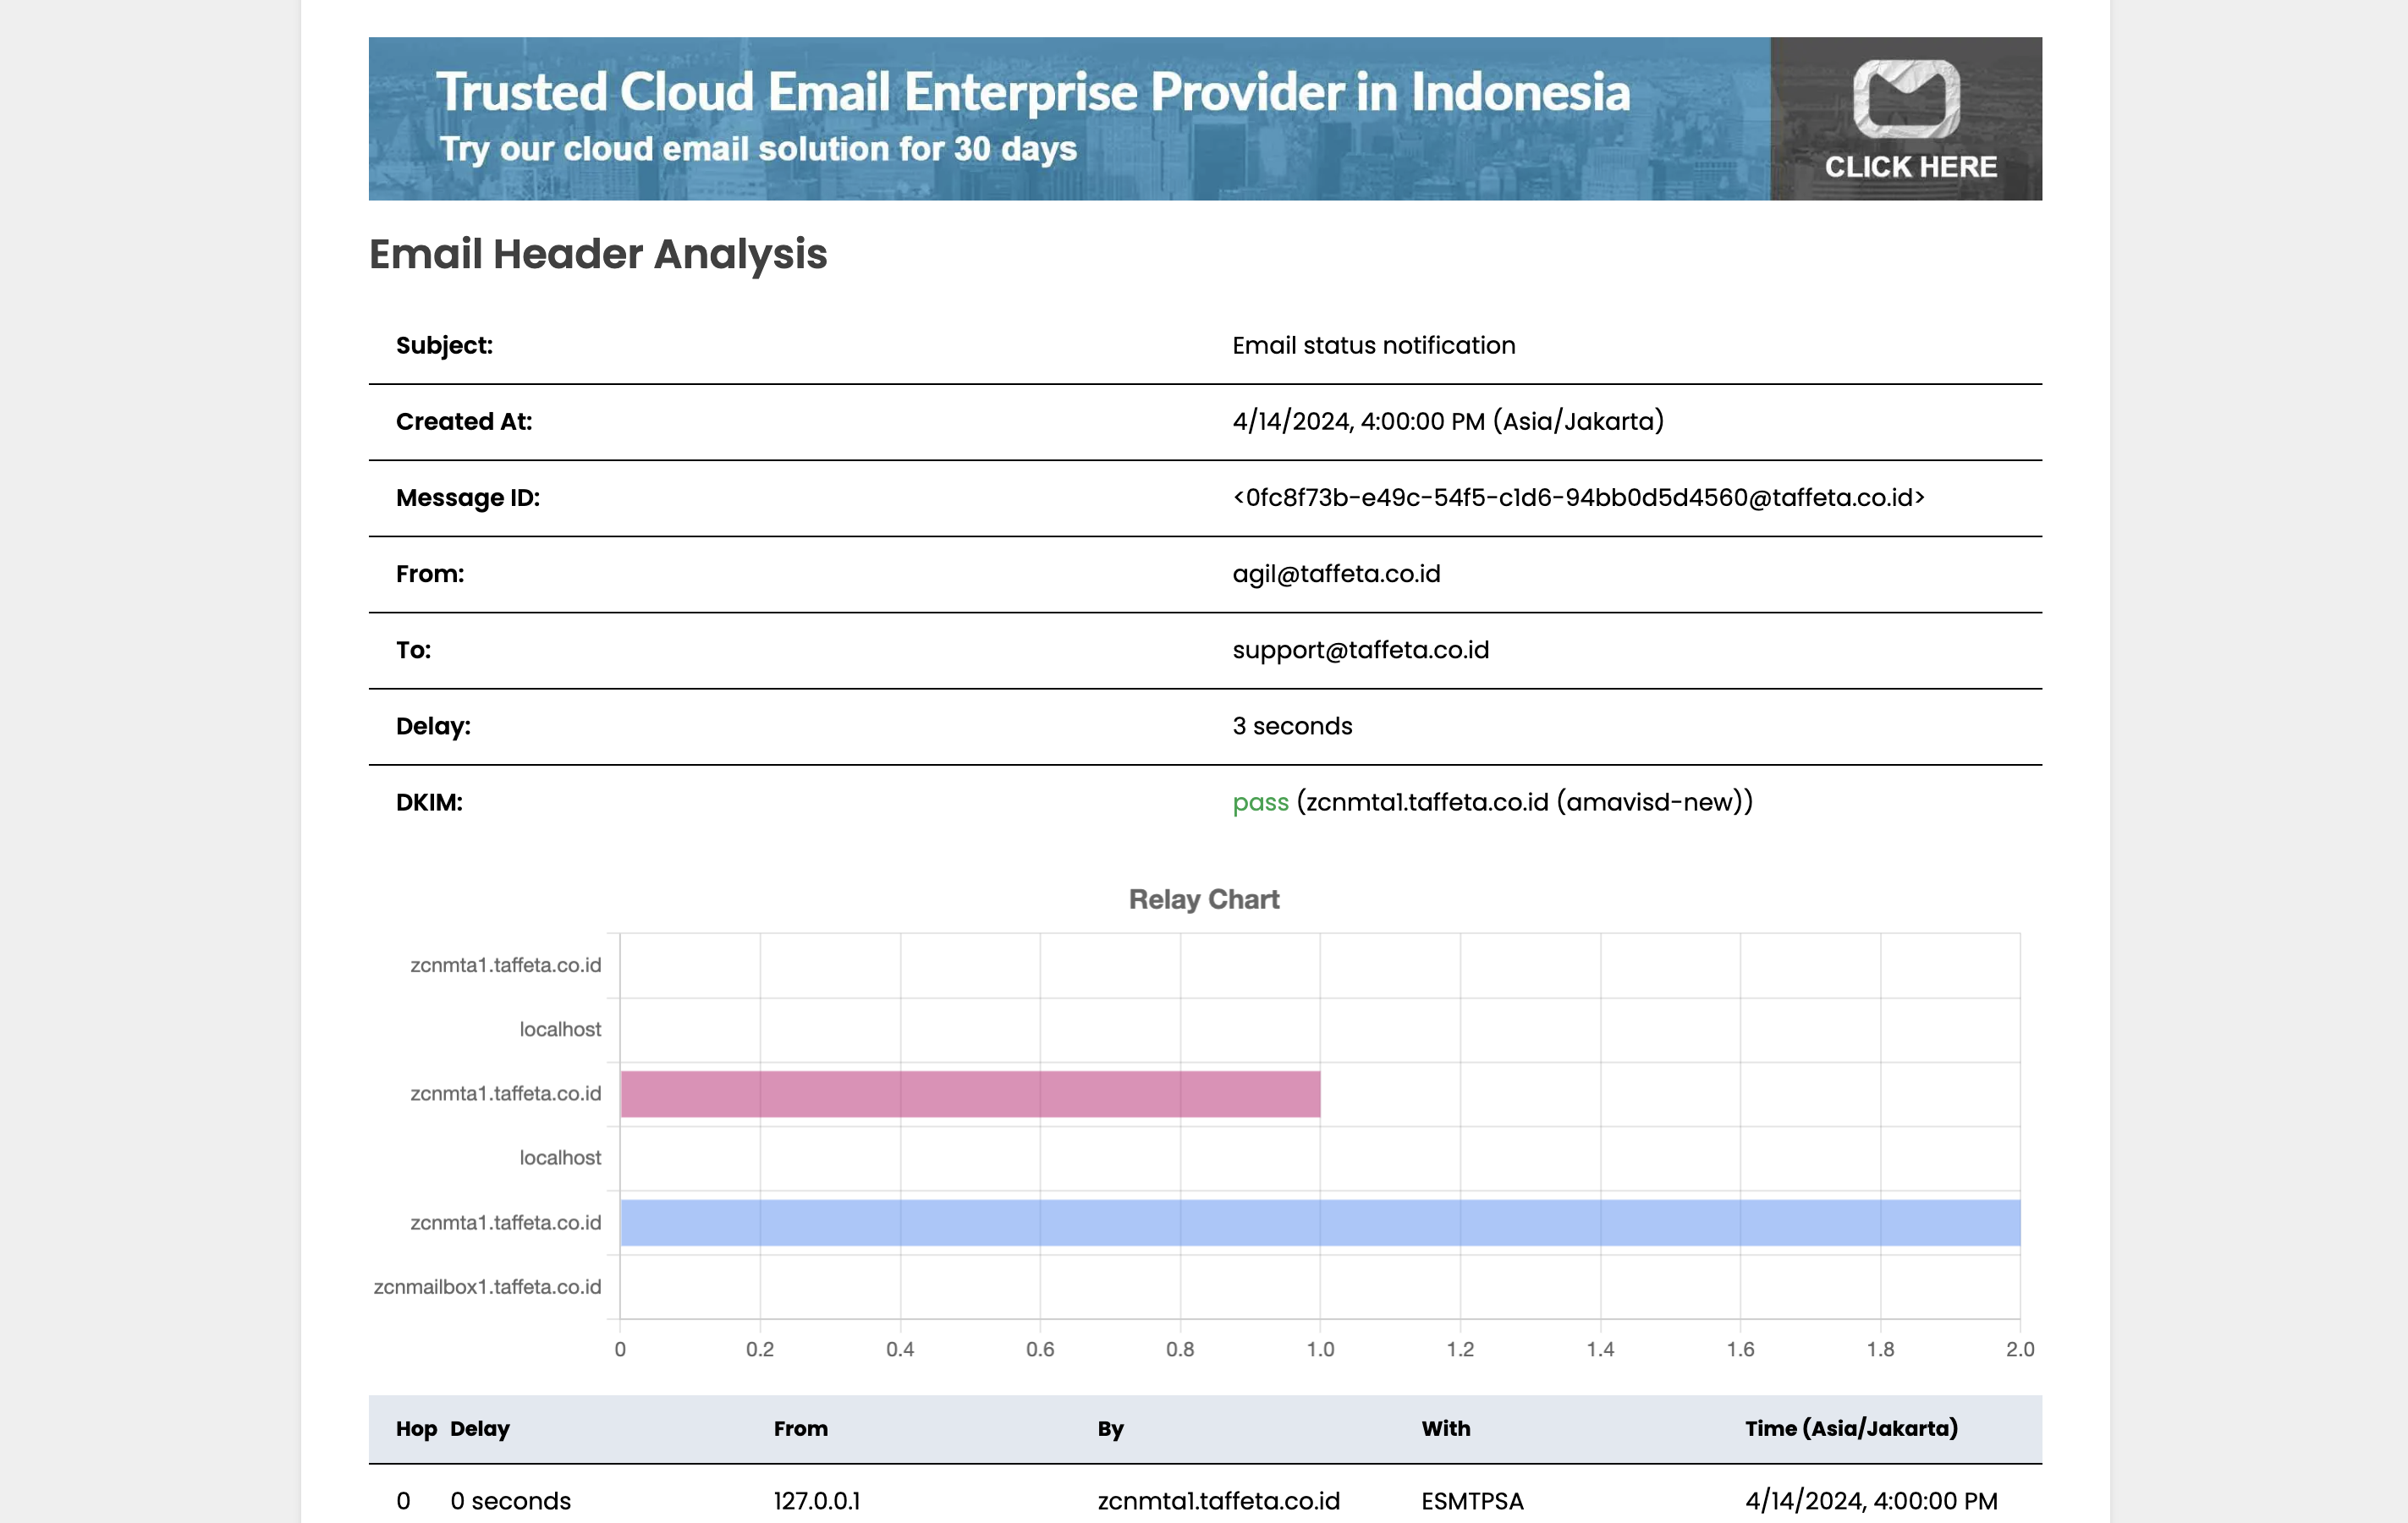 Trusted Cloud Email Enterprise Provider in Indonesia
Try our cloud email solution for 30 days
CLICK HERE
Email Header Analysis
Subject: Email status notification
Created At: 4/14/2024, 4:00:00 PM (Asia/Jakarta)
Message ID: <0fc8f73b-e49c-54f5-c1d6-94bb0d5d4560@taffeta.co.id>
From: agil@taffeta.co.id
To: support@taffeta.co.id
Delay: 3 seconds
DKIM: pass (zcnmta1.taffeta.co.id (amavisd-new))
Relay Chart
zcnmta1.taffeta.co.id
localhost
zcnmta1.taffeta.co.id
localhost
zcnmta1.taffeta.co.id
zcnmailbox1.taffeta.co.id
0 0.2 0.4 0.6 0.8 1.0 1.2 1.4 1.6 1.8 2.0
Hop Delay From By With Time (Asia/Jakarta)
0 0 seconds 127.0.0.1 zcnmta1.taffeta.co.id ESMTPSA 4/14/2024, 4:00:00 PM